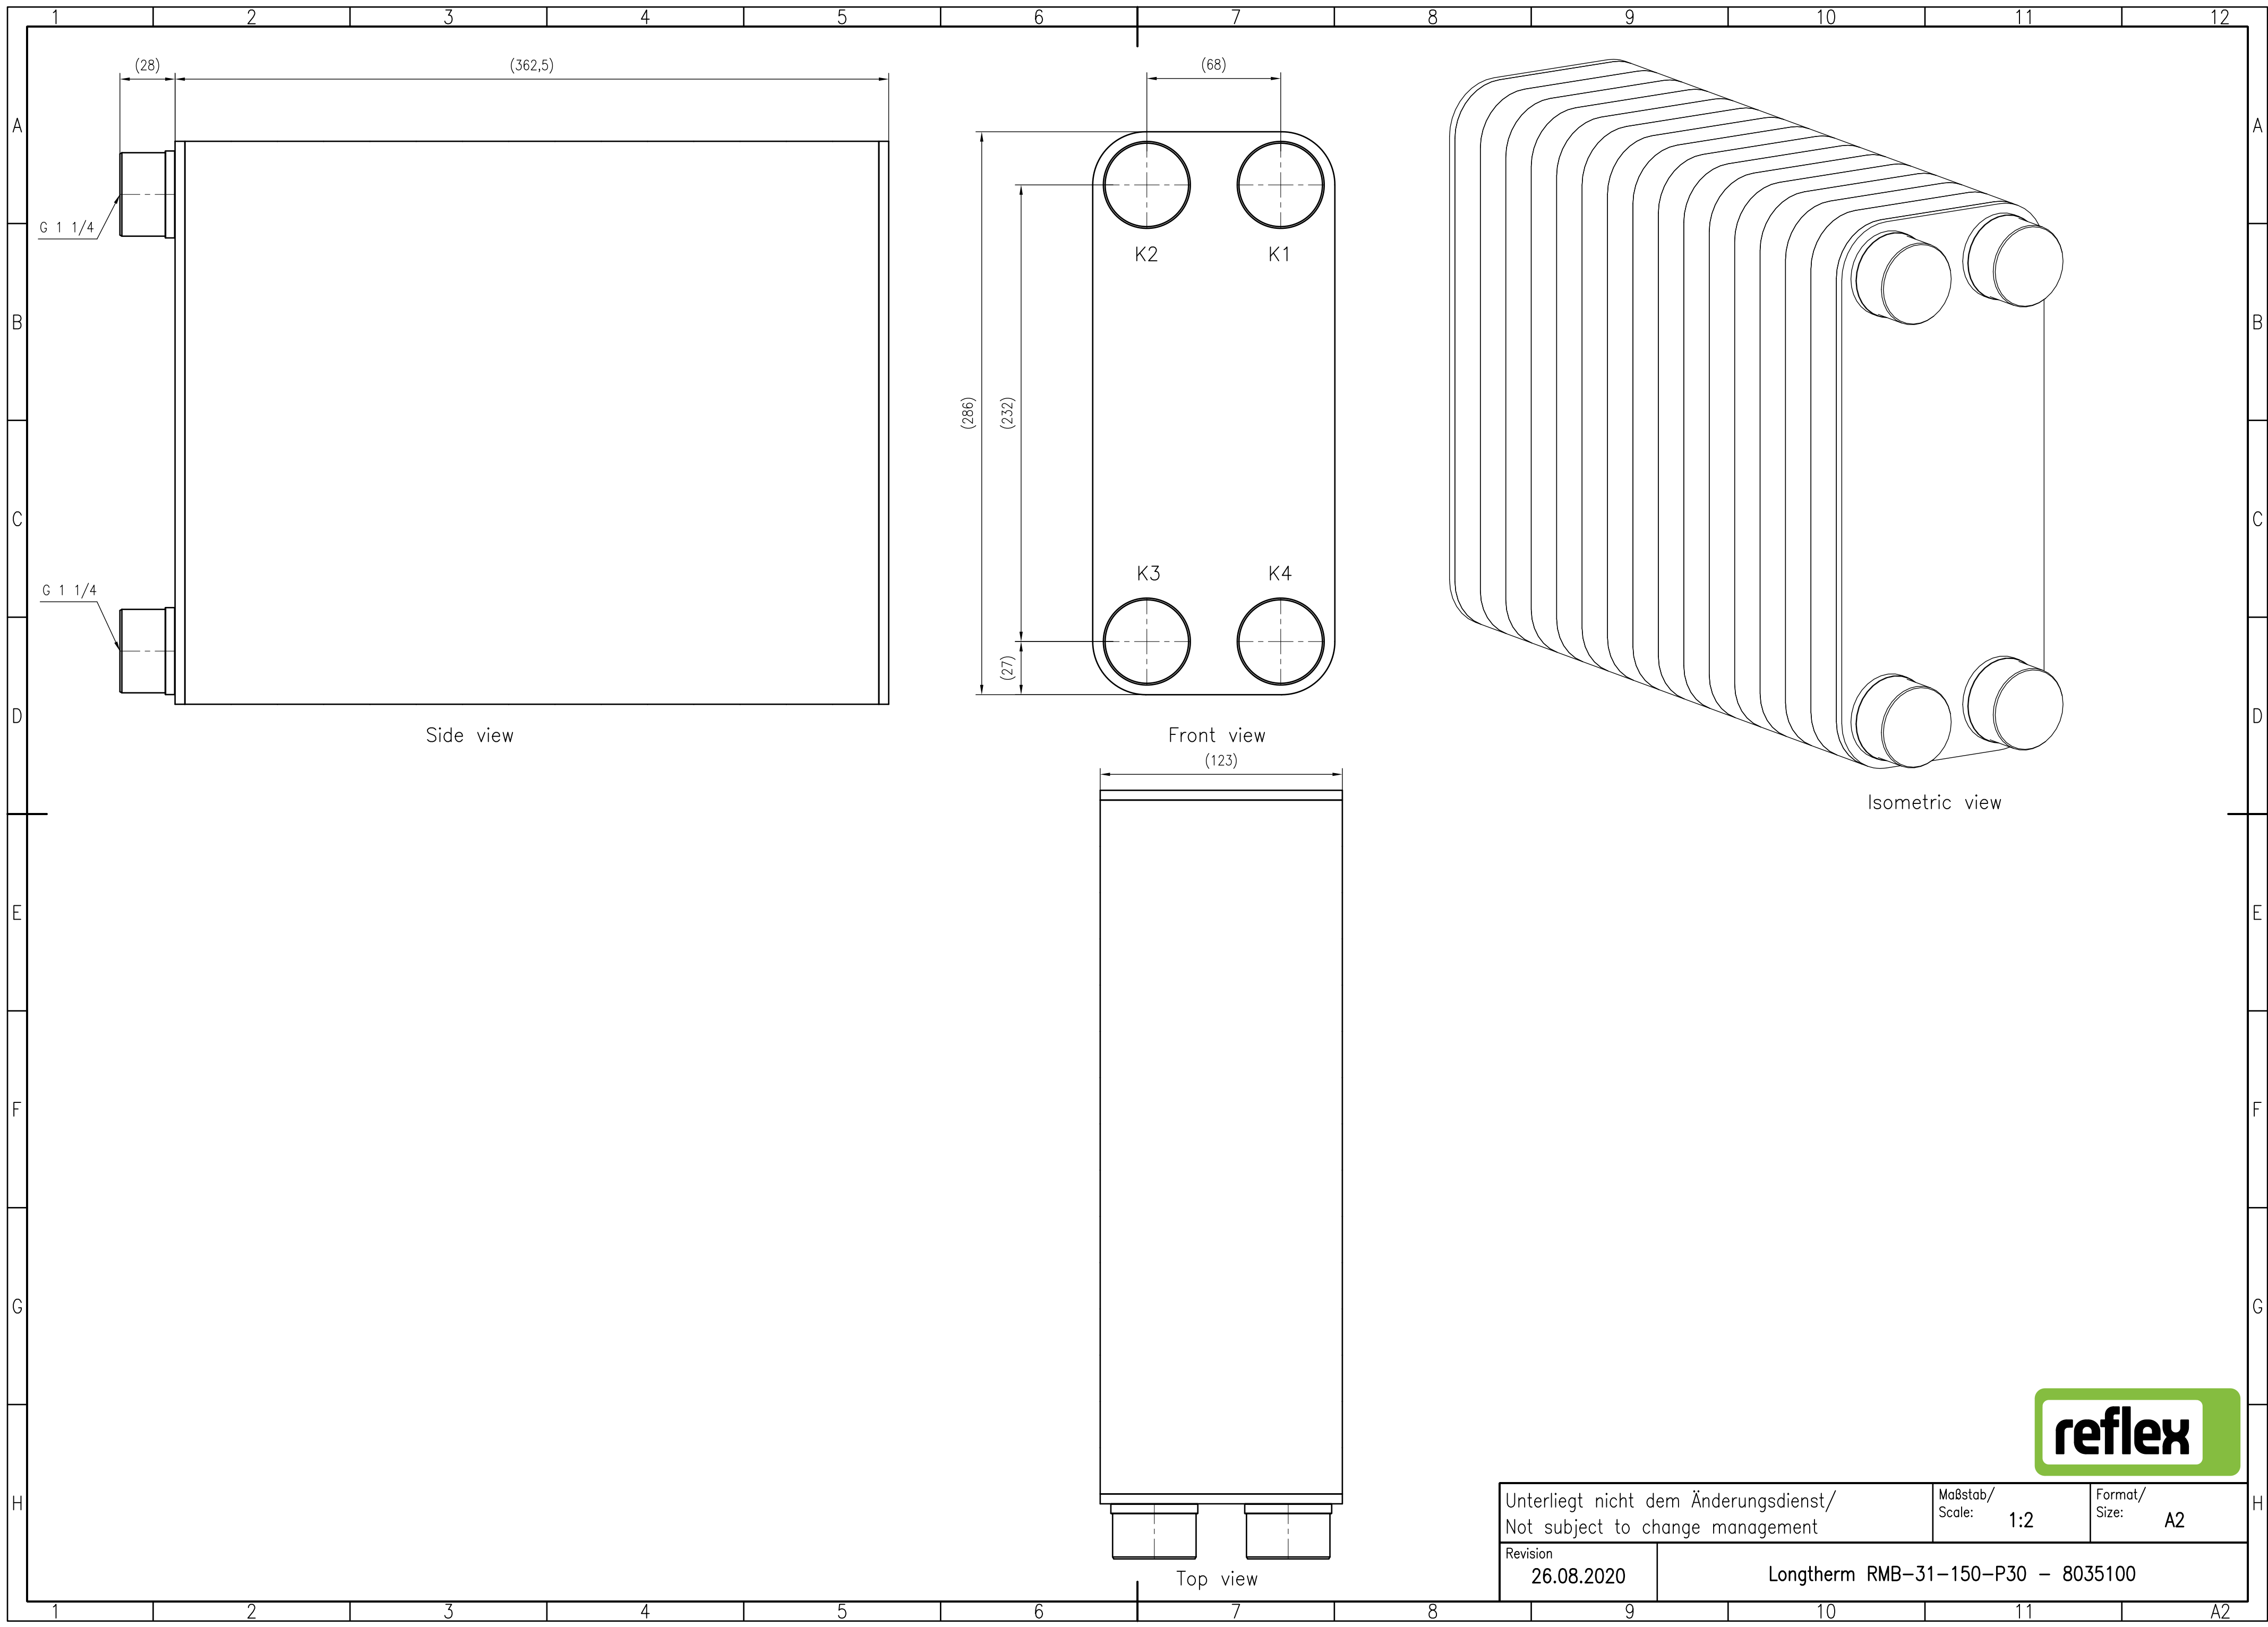 1 2 3 4 5 6 7 8 9 10 11 12
A A
B B
C C
D D
E E
F F
G G
H H
(28) (362,5)
G 1 1/4
G 1 1/4
Side view
(68)
K2 K1
(286) (232)
K3 K4
(27)
Front view
Isometric view
(123)
Top view
reflex
Unterliegt nicht dem Änderungsdienst/
Not subject to change management
Maßstab/
Scale: 1:2
Format/
Size: A2
Revision
26.08.2020
Longtherm RMB-31-150-P30 - 8035100
1 2 3 4 5 6 7 8 9 10 11 A2